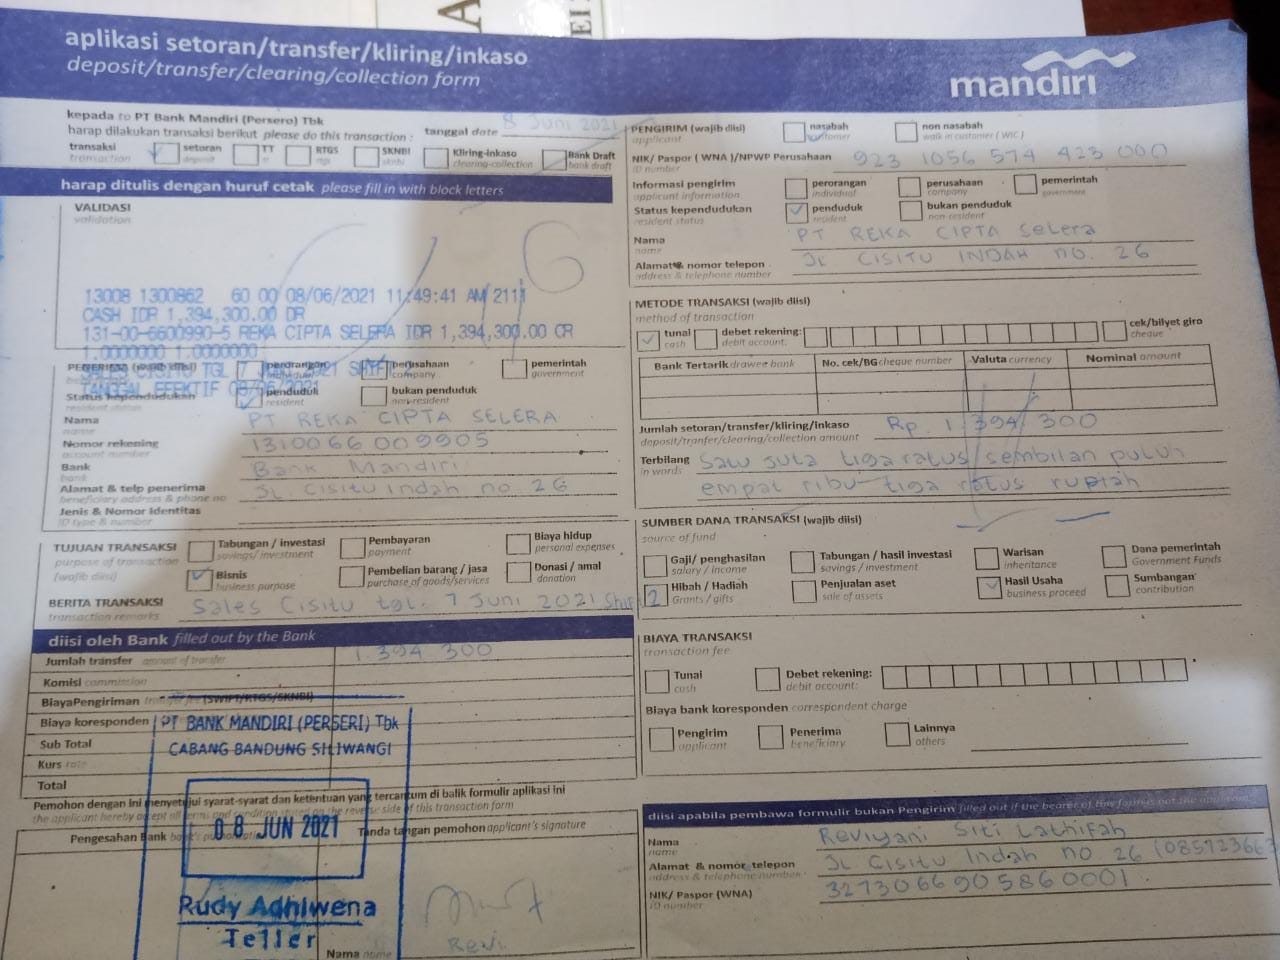 aplikasi setoran/transfer/kliring/inkaso
deposit/transfer/clearing/collection form
mandiri
kepada to PT Bank Mandiri (Persero) Tbk
harap dilakukan transaksi berikut please do this transaction :
tanggal date 8 Juni 2021
transaksi
transaction
setoran
deposit
TT
tt
RTGS
rtgs
SKNBI
sknbi
Kliring-inkaso
clearing-collection
Bank Draft
bank draft
harap ditulis dengan huruf cetak please fill in with block letters
VALIDASI
validation
13008 1300862 60 00 08/06/2021 11:49:41 AM 2111
CASH IDR 1,394,300.00 DR
131-00-6600990-5 REKA CIPTA SELERA IDR 1,394,300.00 CR
1.0000000 1.0000000
TANGGAL EFEKTIF 08/06/2021
PENERIMA (wajib diisi)
perorangan
individual
perusahaan
company
pemerintah
government
Status kependudukan
resident status
penduduk
resident
bukan penduduk
non-resident
Nama PT REKA CIPTA SELERA
name
Nomor rekening 1310066009905
account number
Bank Bank Mandiri
bank
Alamat & telp penerima JL Cisitu indah no 26
beneficiary address & phone no
Jenis & Nomor Identitas
ID type & number
TUJUAN TRANSAKSI
purpose of transaction
(wajib diisi)
Tabungan / investasi
savings/ investment
Pembayaran
payment
Biaya hidup
personal expenses
Bisnis
business purpose
Pembelian barang / jasa
purchase of goods/services
Donasi / amal
donation
BERITA TRANSAKSI Sales Cisitu tgl. 7 Juni 2021 Shift 2
transaction remarks
diisi oleh Bank filled out by the Bank
Jumlah transfer amount of transfer 1.394.300
Komisi commission
BiayaPengiriman transfer fee (SWIFT/RTGS/SKNBI)
Biaya koresponden
Sub Total
Kurs rate
Total
PT BANK MANDIRI (PERSERI) Tbk
CABANG BANDUNG SILIWANGI
08 JUN 2021
Rudy Adhiwena
Teller
Pemohon dengan ini menyetujui syarat-syarat dan ketentuan yang tercantum di balik formulir aplikasi ini
the applicant hereby accept all terms and condition stated on the reverse side of this transaction form
Pengesahan Bank
Tanda tangan pemohon applicant's signature
Revi
Nama name
PENGIRIM (wajib diisi)
applicant
nasabah
customer
non nasabah
walk in customer ( WIC )
NIK/ Paspor ( WNA )/NPWP Perusahaan 923 1056 574 423 000
ID number
Informasi pengirim
applicant information
perorangan
individual
perusahaan
company
pemerintah
government
Status kependudukan
resident status
penduduk
resident
bukan penduduk
non-resident
Nama PT REKA CIPTA Selera
name
Alamat & nomor telepon JL CISITU INDAH no. 26
address & telephone number
METODE TRANSAKSI (wajib diisi)
method of transaction
tunai
cash
debet rekening:
debit account:
cek/bilyet giro
cheque
Bank Tertarik drawee bank
No. cek/BG cheque number
Valuta currency
Nominal amount
Jumlah setoran/transfer/kliring/inkaso Rp. 1 394 300
deposit/tranfer/clearing/collection amount
Terbilang Satu juta tiga ratus sembilan puluh
in words
empat ribu tiga ratus rupiah
SUMBER DANA TRANSAKSI (wajib diisi)
source of fund
Gaji/ penghasilan
salary / income
Tabungan / hasil investasi
savings / investment
Warisan
inheritance
Dana pemerintah
Government Funds
Hibah / Hadiah
Grants / gifts
Penjualan aset
sale of assets
Hasil Usaha
business proceed
Sumbangan
contribution
BIAYA TRANSAKSI
transaction fee
Tunai
cash
Debet rekening:
debit account:
Biaya bank koresponden correspondent charge
Pengirim
applicant
Penerima
beneficiary
Lainnya
others
diisi apabila pembawa formulir bukan Pengirim filled out if the bearer of this form is not the applicant
Nama Reviyani Siti Lathifah
name
Alamat & nomor telepon JL Cisitu Indah no 26 (085723667
address & telephone number
NIK/ Paspor (WNA) 3273066905860001
ID number